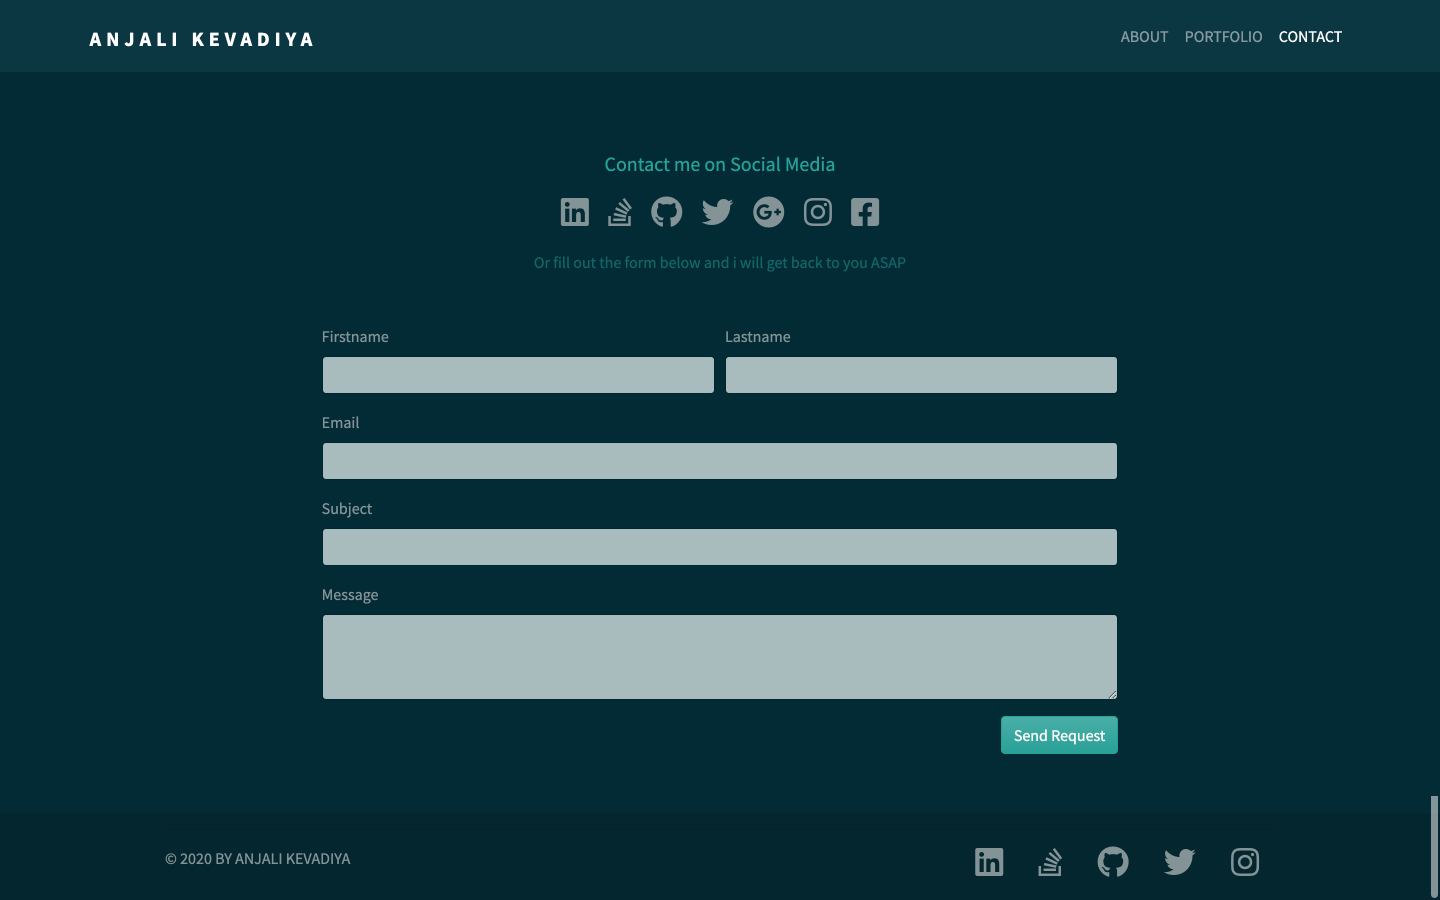 ANJALI KEVADIYA
ABOUT PORTFOLIO CONTACT
Contact me on Social Media
Or fill out the form below and i will get back to you ASAP
Firstname Lastname
Email
Subject
Message
Send Request
© 2020 BY ANJALI KEVADIYA